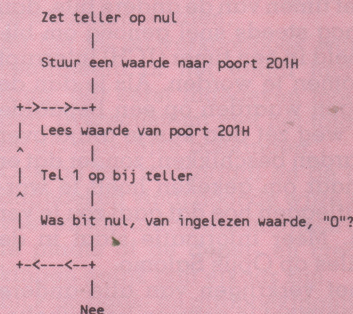 Zet teller op nul
|
Stuur een waarde naar poort 201H
|
+->--->--+
| Lees waarde van poort 201H
^ |
| Tel 1 op bij teller
^ |
| Was bit nul, van ingelezen waarde, "0"?
| |
+-<---<--+
|
Nee